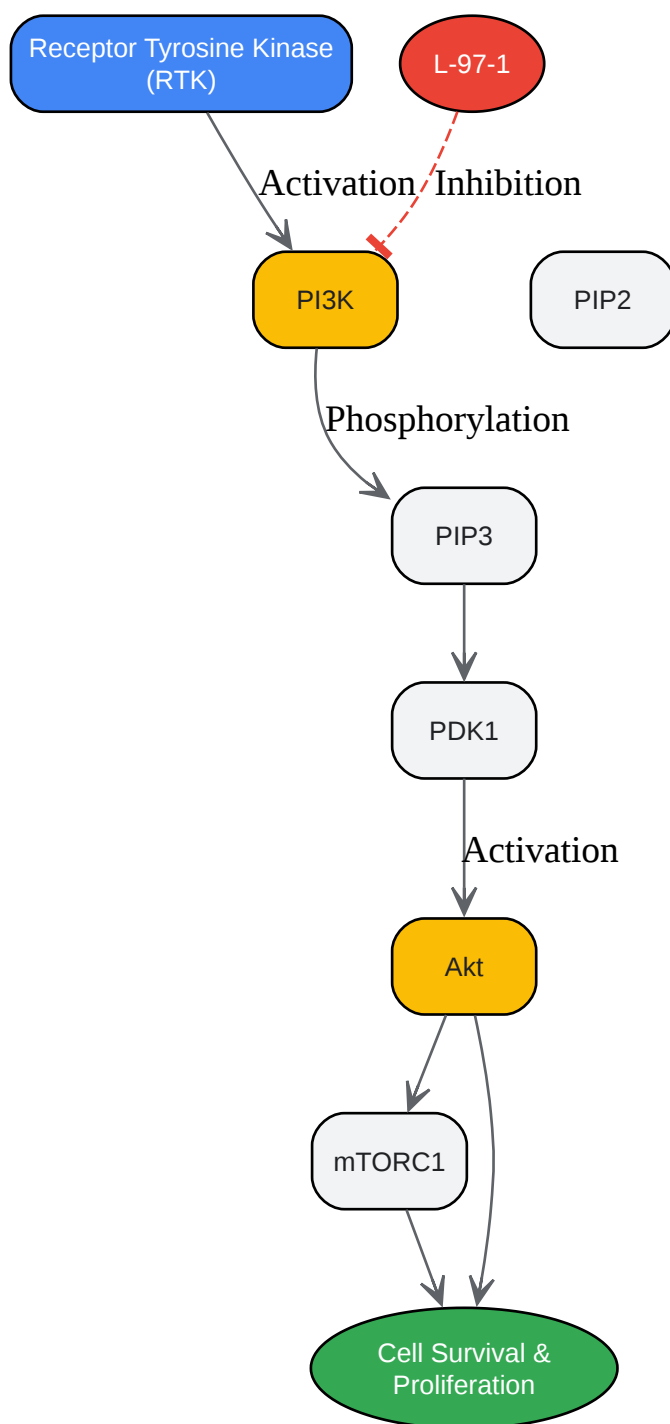 Receptor Tyrosine Kinase
(RTK)
L-97-1
Activation
Inhibition
PI3K
PIP2
Phosphorylation
PIP3
PDK1
Activation
Akt
mTORC1
Cell Survival &
Proliferation